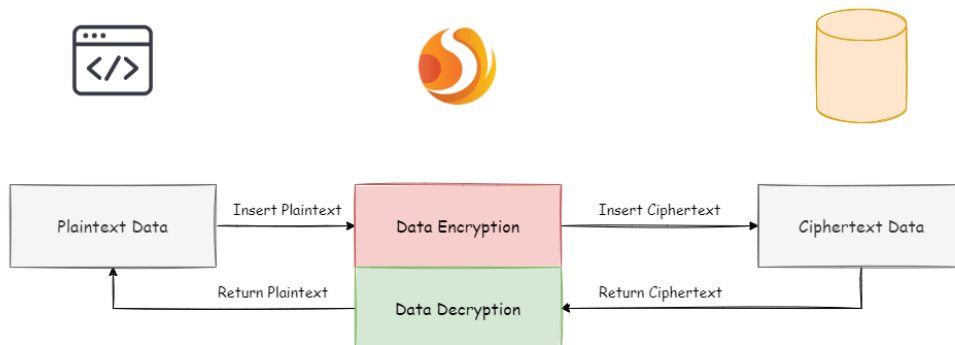 </>
Insert Plaintext
Insert Ciphertext
Plaintext Data
Data Encryption
Ciphertext Data
Return Plaintext
Return Ciphertext
Data Decryption